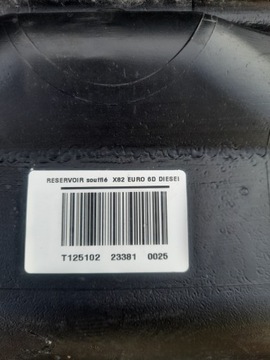 RESERVOIR soufflé X82 EURO 6D DIESEL
T125102 23381 0025